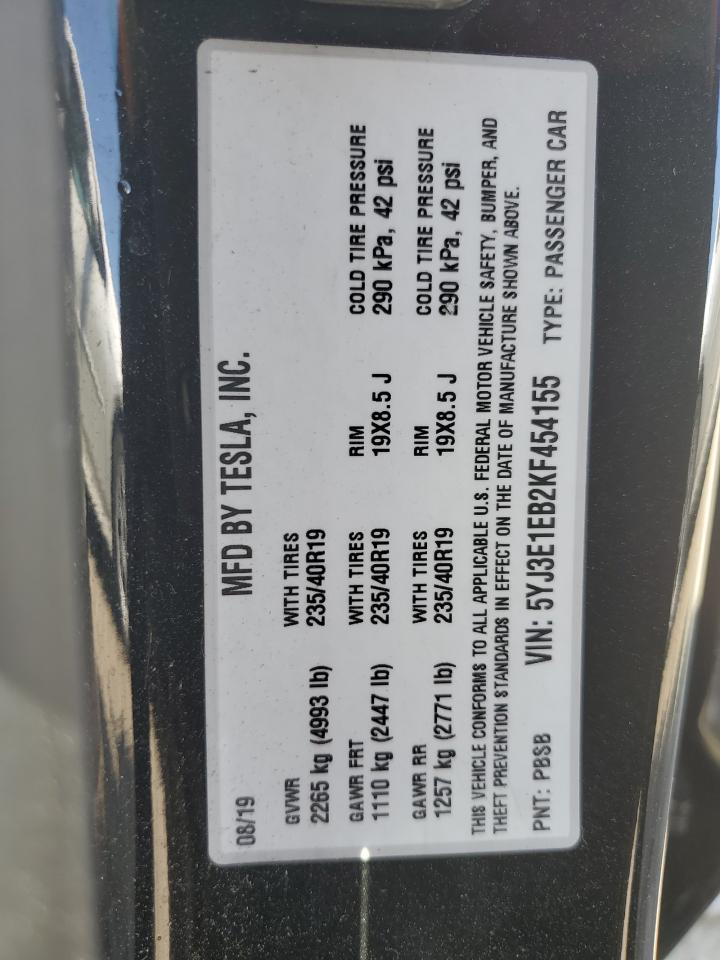 MFD BY TESLA, INC.
08/19
GVWR WITH TIRES
2265 kg (4993 lb) 235/40R19
GAWR FRT WITH TIRES RIM COLD TIRE PRESSURE
1110 kg (2447 lb) 235/40R19 19X8.5 J 290 kPa, 42 psi
GAWR RR WITH TIRES RIM COLD TIRE PRESSURE
1257 kg (2771 lb) 235/40R19 19X8.5 J 290 kPa, 42 psi
THIS VEHICLE CONFORMS TO ALL APPLICABLE U.S. FEDERAL MOTOR VEHICLE SAFETY, BUMPER, AND
THEFT PREVENTION STANDARDS IN EFFECT ON THE DATE OF MANUFACTURE SHOWN ABOVE.
PNT: PBSB VIN: 5YJ3E1EB2KF454155 TYPE: PASSENGER CAR